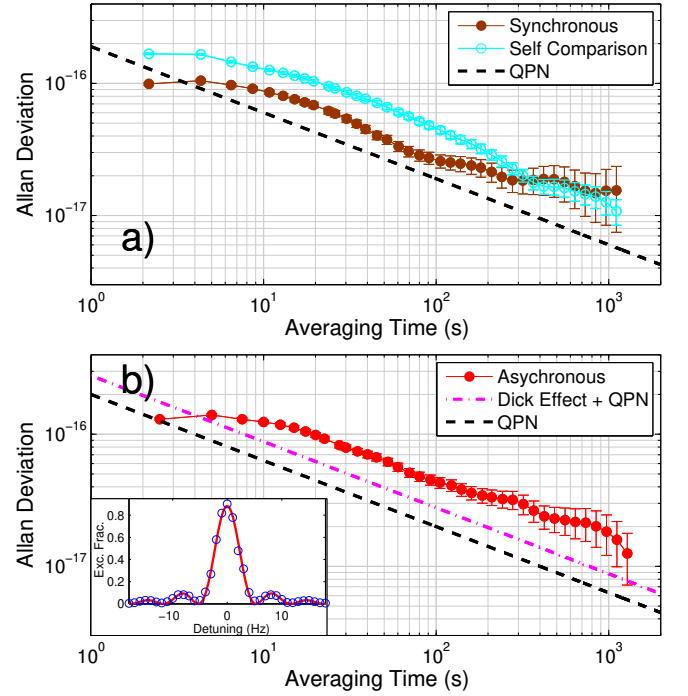 a)
Synchronous
Self Comparison
QPN
Allan Deviation
10^-16
10^-17
10^0 10^1 10^2 10^3
Averaging Time (s)
b)
Asychronous
Dick Effect + QPN
QPN
Allan Deviation
10^-16
10^-17
Exc. Frac.
0.8
0.6
0.4
0.2
0
−10 0 10
Detuning (Hz)
10^0 10^1 10^2 10^3
Averaging Time (s)